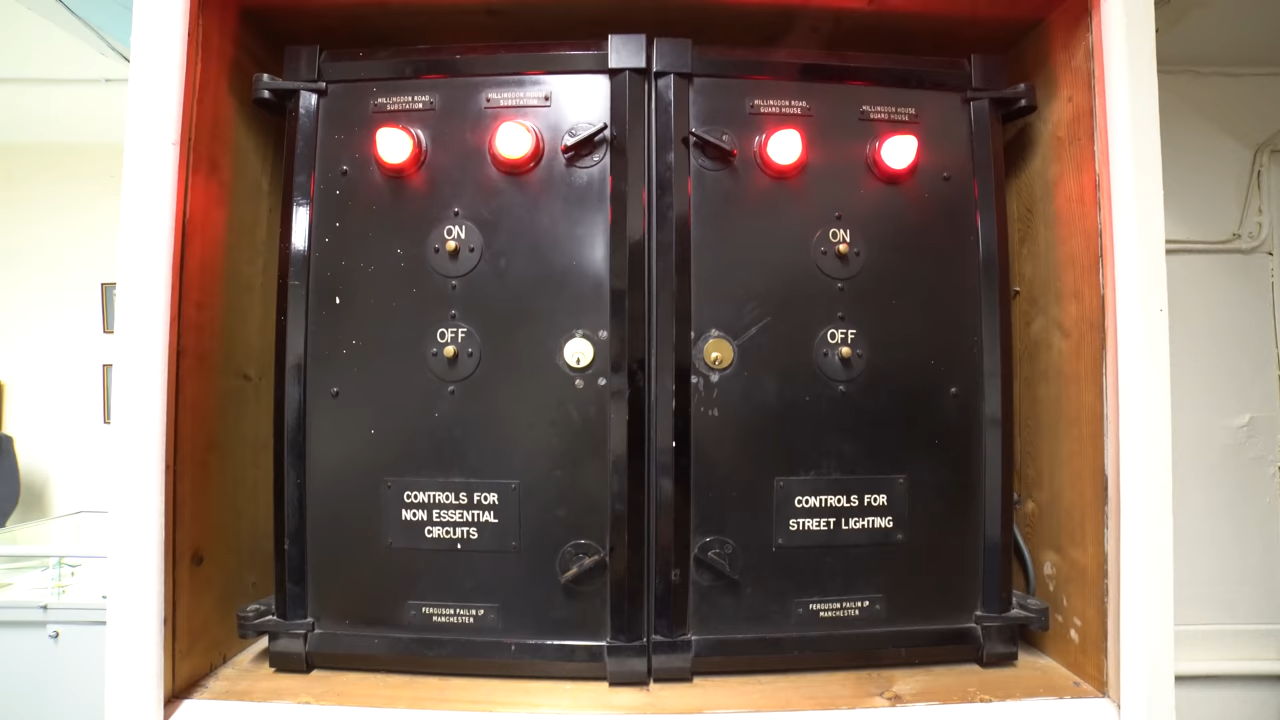 HILLINGDON ROAD
SUBSTATION
HILLINGDON HOUSE
SUBSTATION
ON
OFF
CONTROLS FOR
NON ESSENTIAL
CIRCUITS
FERGUSON PAILIN LD
MANCHESTER
HILLINGDON ROAD
GUARD HOUSE
HILLINGDON HOUSE
GUARD HOUSE
ON
OFF
CONTROLS FOR
STREET LIGHTING
FERGUSON PAILIN LD
MANCHESTER